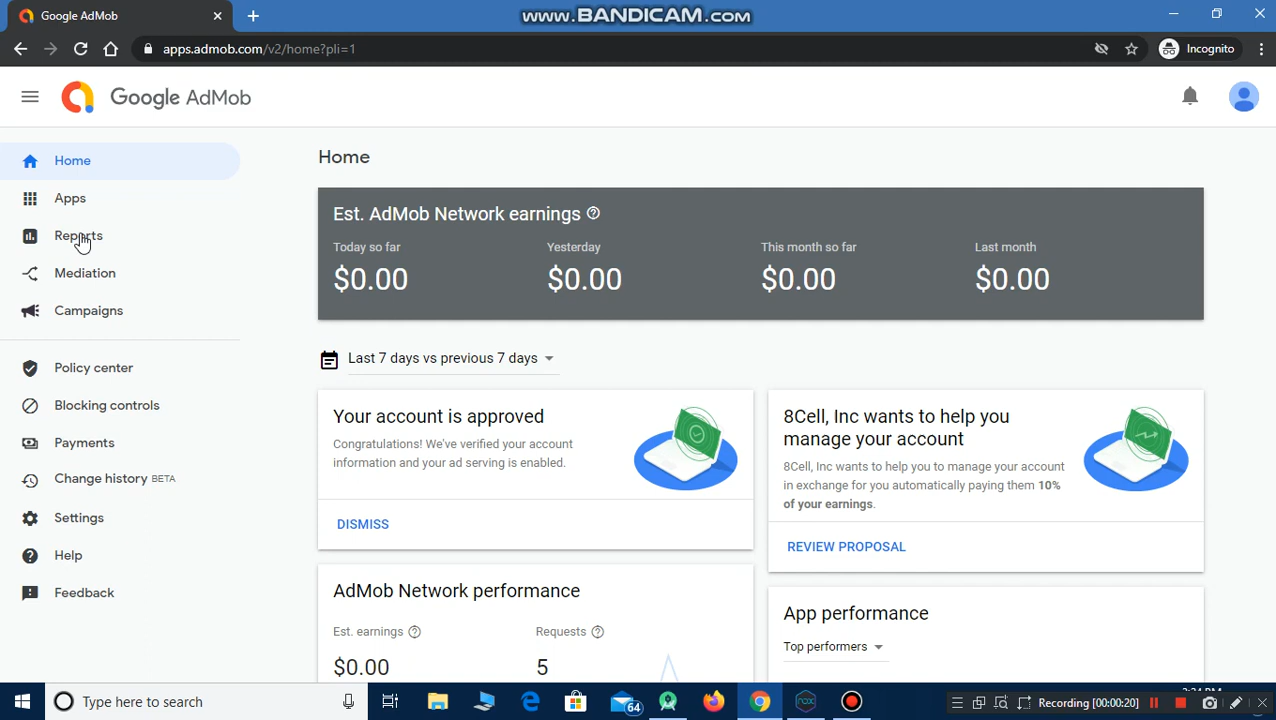 Google AdMob
www.BANDICAM.com
apps.admob.com/v2/home?pli=1
Incognito
Google AdMob
Home
Apps
Reports
Mediation
Campaigns
Policy center
Blocking controls
Payments
Change history BETA
Settings
Help
Feedback
Home
Est. AdMob Network earnings
Today so far
Yesterday
This month so far
Last month
$0.00
$0.00
$0.00
$0.00
Last 7 days vs previous 7 days
Your account is approved
Congratulations! We've verified your account
information and your ad serving is enabled.
DISMISS
8Cell, Inc wants to help you
manage your account
8Cell, Inc wants to help you to manage your account
in exchange for you automatically paying them 10%
of your earnings.
REVIEW PROPOSAL
AdMob Network performance
Est. earnings
Requests
$0.00
5
App performance
Top performers
Type here to search
64
Recording [00:00:20]